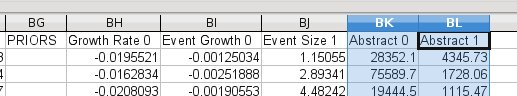 BG BH BI BJ BK BL
PRIORS Growth Rate 0 Event Growth 0 Event Size 1 Abstract 0 Abstract 1
-0.0195521 -0.00125034 1.15055 28352.1 4345.73
-0.0162834 -0.00251888 2.89341 75589.7 1728.06
-0.0208093 -0.00190553 4.48242 19444.5 1115.47